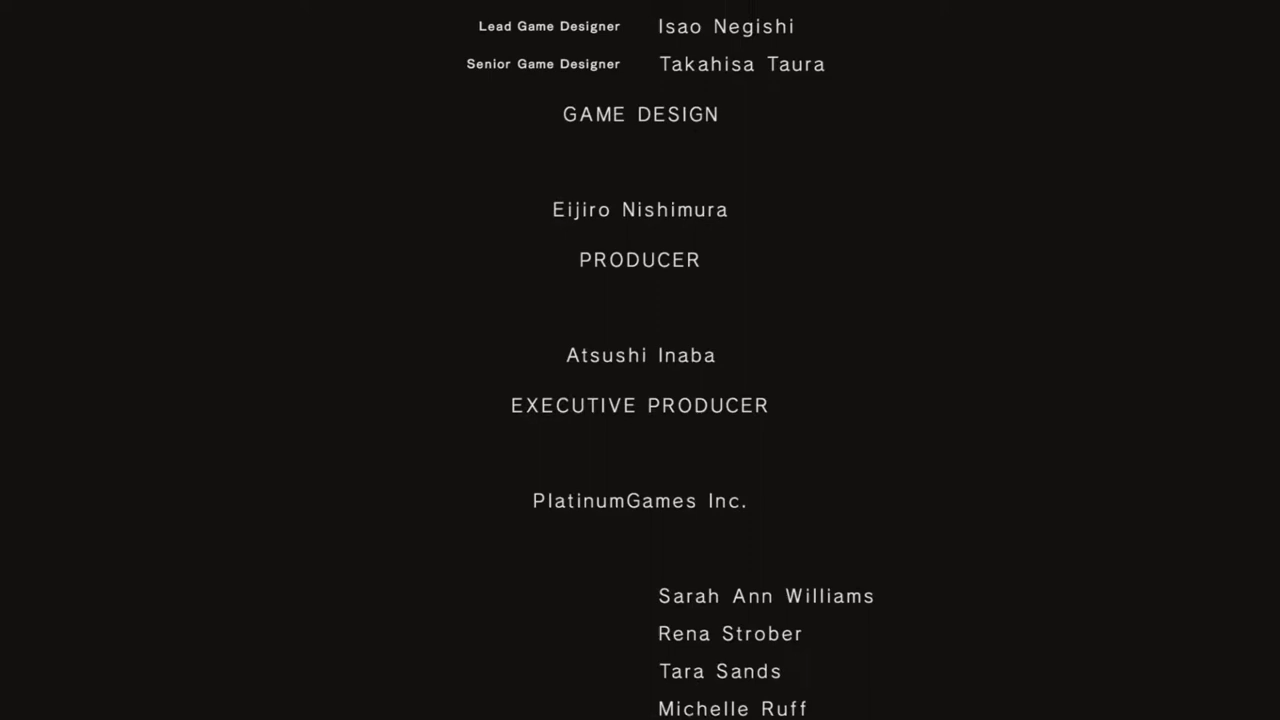 Lead Game Designer Isao Negishi
Senior Game Designer Takahisa Taura
GAME DESIGN
Eijiro Nishimura
PRODUCER
Atsushi Inaba
EXECUTIVE PRODUCER
PlatinumGames Inc.
Sarah Ann Williams
Rena Strober
Tara Sands
Michelle Ruff